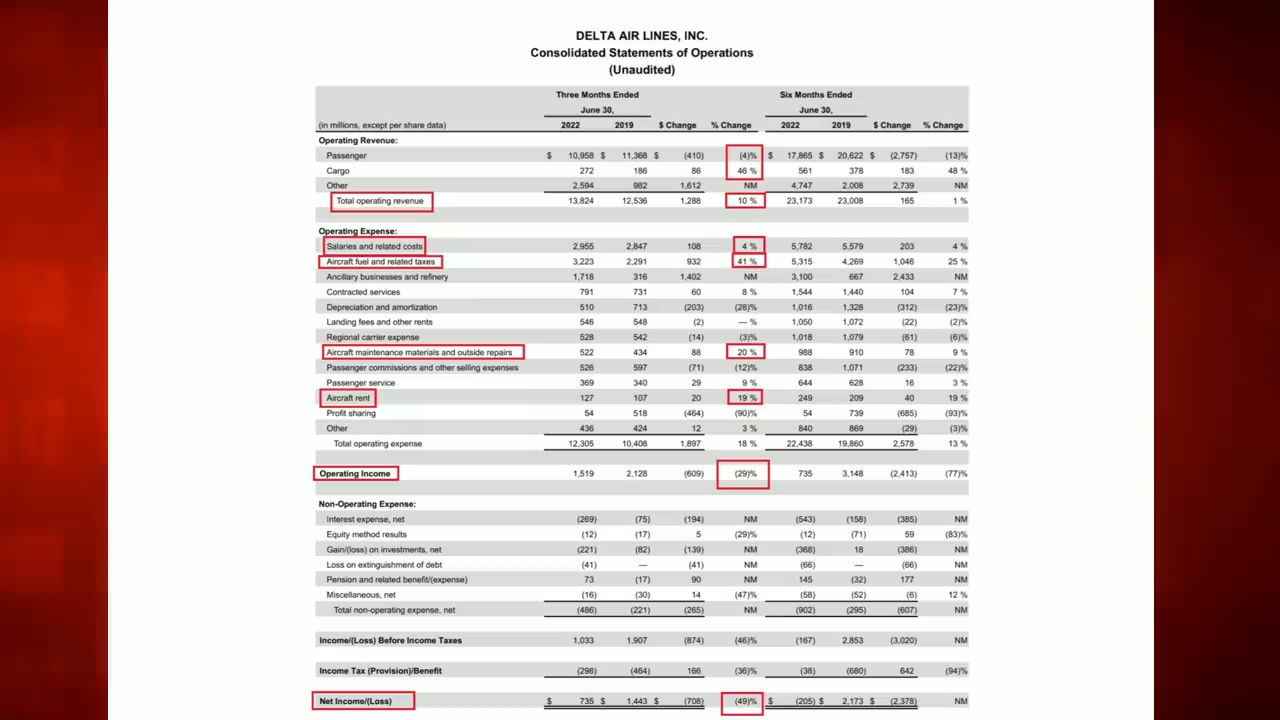 DELTA AIR LINES, INC.
Consolidated Statements of Operations
(Unaudited)
Three Months Ended Six Months Ended
June 30, June 30,
(in millions, except per share data) 2022 2019 $ Change % Change 2022 2019 $ Change % Change
Operating Revenue:
Passenger $ 10,958 $ 11,368 $ (410) (4)% $ 17,865 $ 20,622 $ (2,757) (13)%
Cargo 272 186 86 46 % 561 378 183 48 %
Other 2,594 982 1,612 NM 4,747 2,008 2,739 NM
Total operating revenue 13,824 12,536 1,288 10 % 23,173 23,008 165 1 %
Operating Expense:
Salaries and related costs 2,955 2,847 108 4 % 5,782 5,579 203 4 %
Aircraft fuel and related taxes 3,223 2,291 932 41 % 5,315 4,269 1,046 25 %
Ancillary businesses and refinery 1,718 316 1,402 NM 3,100 667 2,433 NM
Contracted services 791 731 60 8 % 1,544 1,440 104 7 %
Depreciation and amortization 510 713 (203) (28)% 1,016 1,328 (312) (23)%
Landing fees and other rents 546 548 (2) — % 1,050 1,072 (22) (2)%
Regional carrier expense 528 542 (14) (3)% 1,018 1,079 (61) (6)%
Aircraft maintenance materials and outside repairs 522 434 88 20 % 988 910 78 9 %
Passenger commissions and other selling expenses 526 597 (71) (12)% 838 1,071 (233) (22)%
Passenger service 369 340 29 9 % 644 628 16 3 %
Aircraft rent 127 107 20 19 % 249 209 40 19 %
Profit sharing 54 518 (464) (90)% 54 739 (685) (93)%
Other 436 424 12 3 % 840 869 (29) (3)%
Total operating expense 12,305 10,408 1,897 18 % 22,438 19,860 2,578 13 %
Operating Income 1,519 2,128 (609) (29)% 735 3,148 (2,413) (77)%
Non-Operating Expense:
Interest expense, net (269) (75) (194) NM (543) (158) (385) NM
Equity method results (12) (17) 5 (29)% (12) (71) 59 (83)%
Gain/(loss) on investments, net (221) (82) (139) NM (368) 18 (386) NM
Loss on extinguishment of debt (41) — (41) NM (66) — (66) NM
Pension and related benefit/(expense) 73 (17) 90 NM 145 (32) 177 NM
Miscellaneous, net (16) (30) 14 (47)% (58) (52) (6) 12 %
Total non-operating expense, net (486) (221) (265) NM (902) (295) (607) NM
Income/(Loss) Before Income Taxes 1,033 1,907 (874) (46)% (167) 2,853 (3,020) NM
Income Tax (Provision)/Benefit (298) (464) 166 (36)% (38) (680) 642 (94)%
Net Income/(Loss) $ 735 $ 1,443 $ (708) (49)% $ (205) $ 2,173 $ (2,378) NM